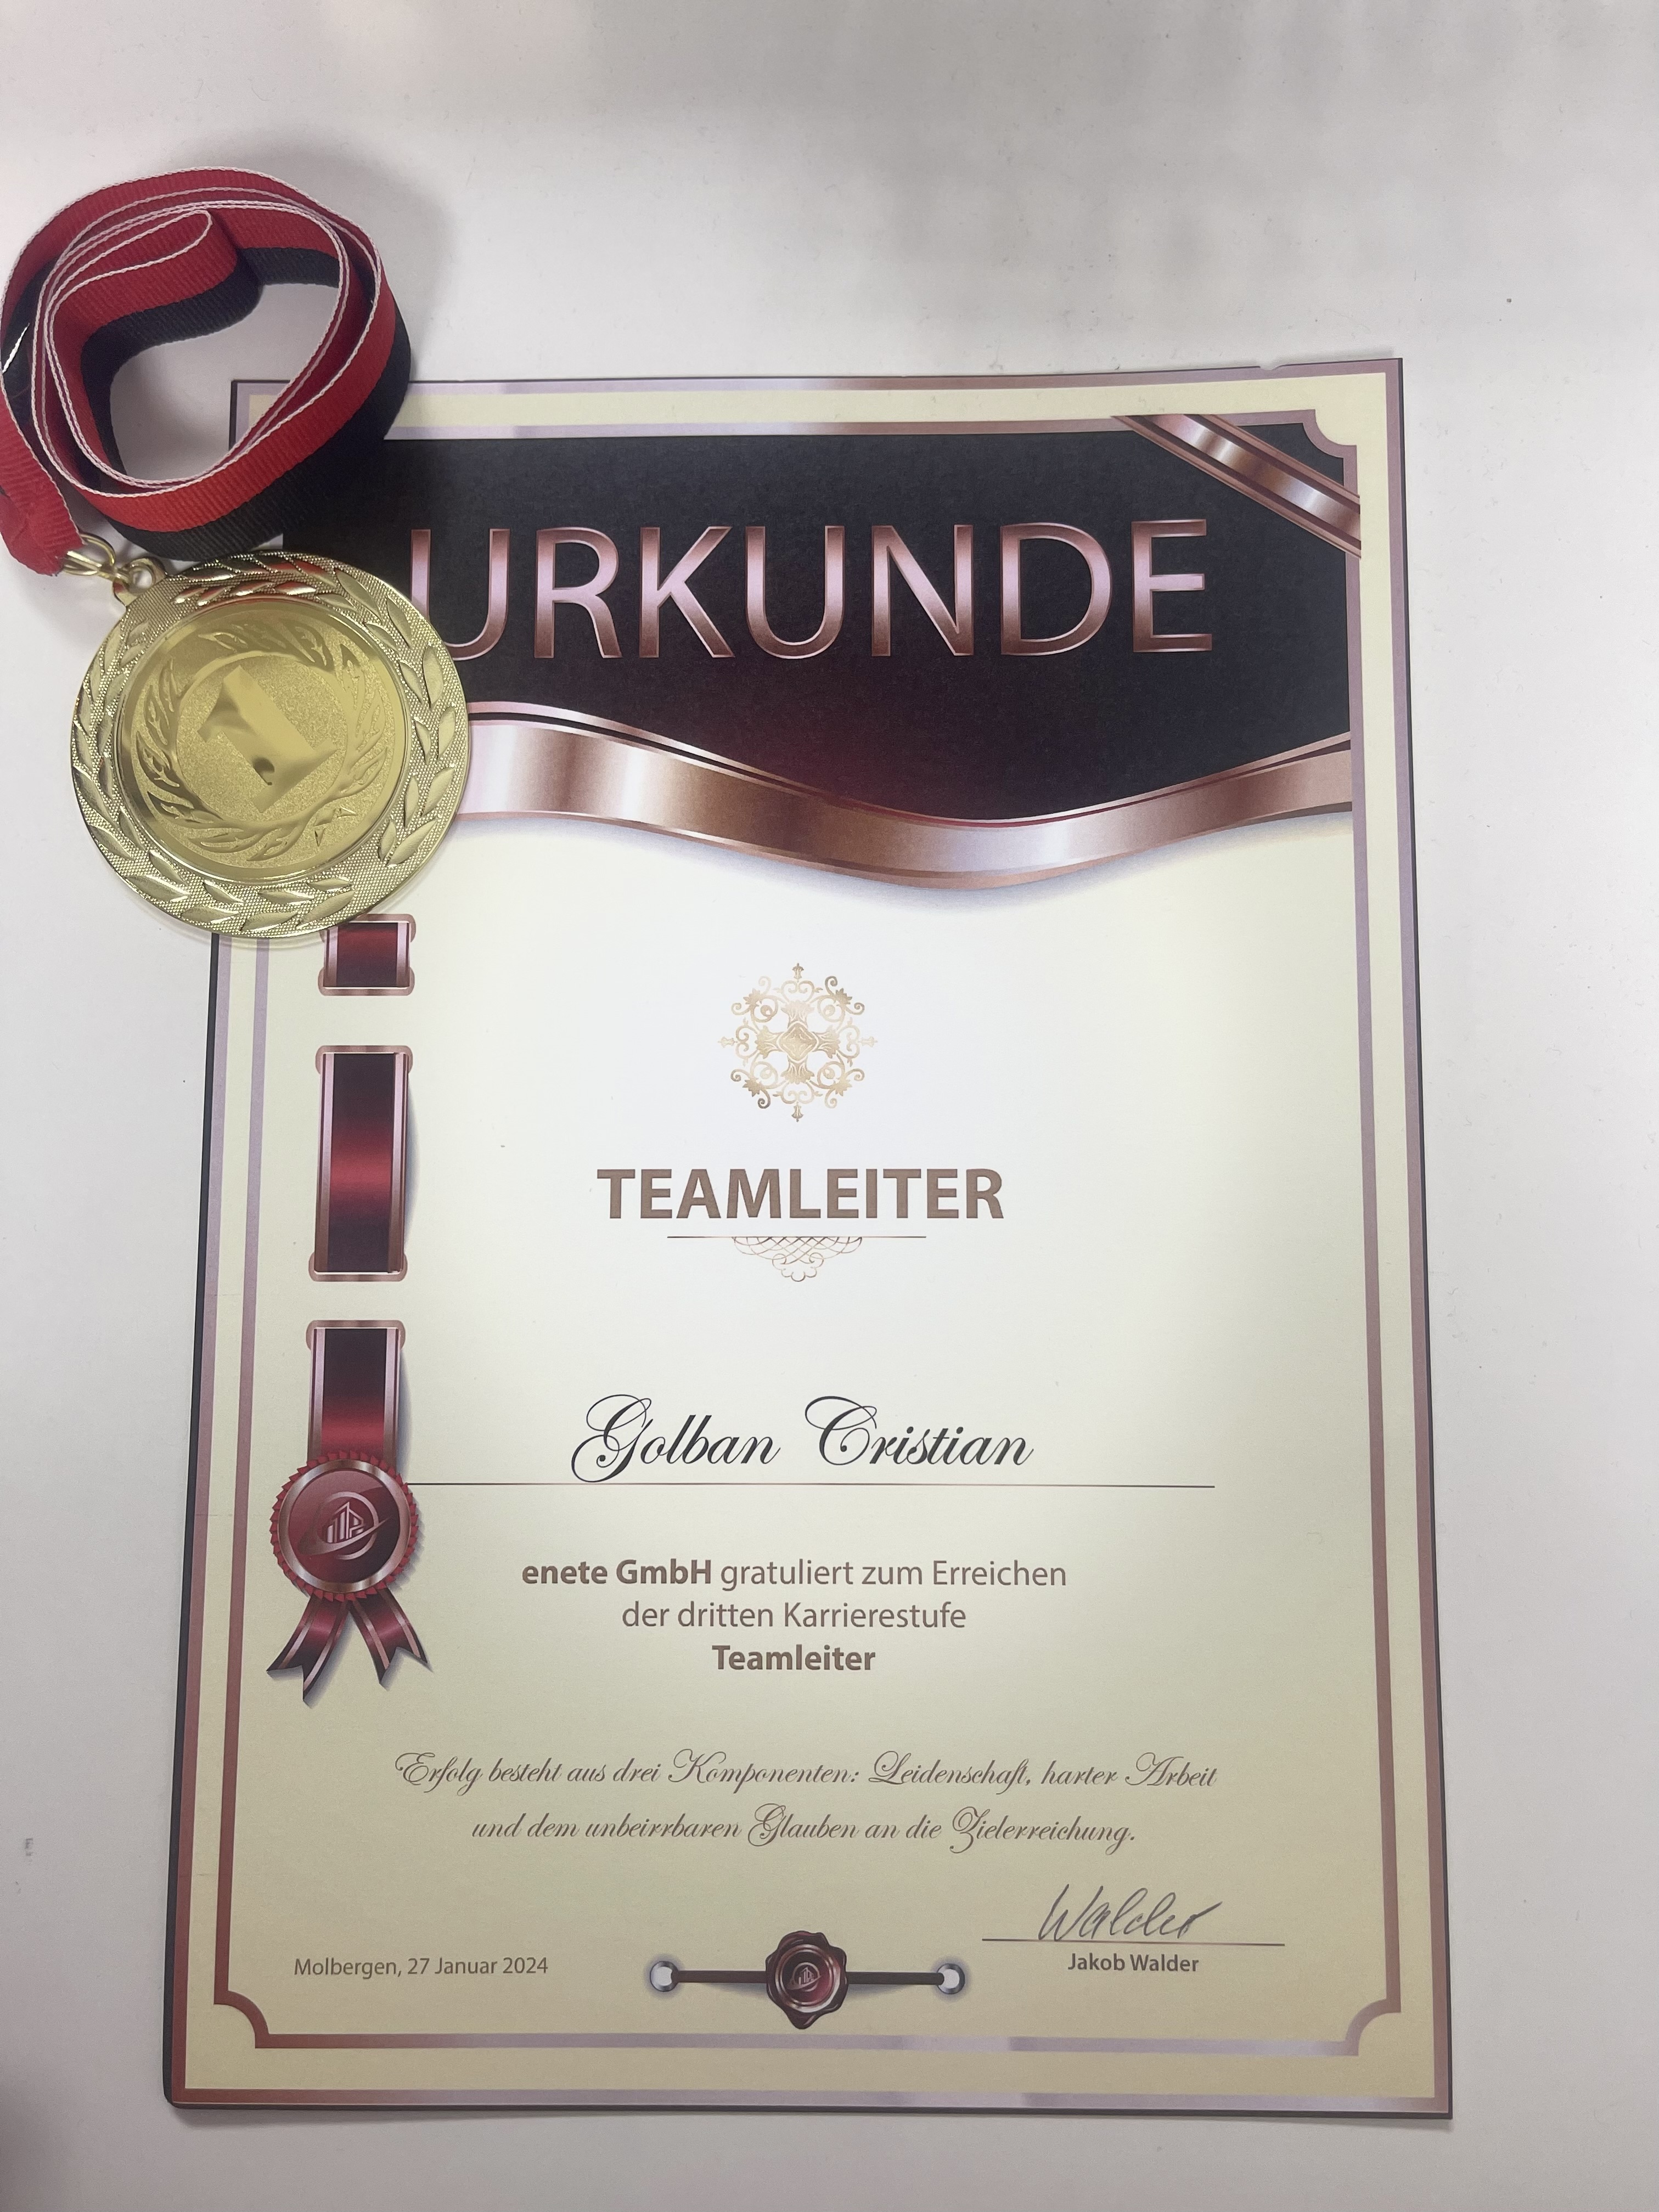 URKUNDE
1
TEAMLEITER
Golban Cristian
enete GmbH gratuliert zum Erreichen
der dritten Karrierestufe
Teamleiter
Erfolg besteht aus drei Komponenten: Leidenschaft, harter Arbeit
und dem unbeirrbaren Glauben an die Zielerreichung.
Walder
Molbergen, 27 Januar 2024
Jakob Walder